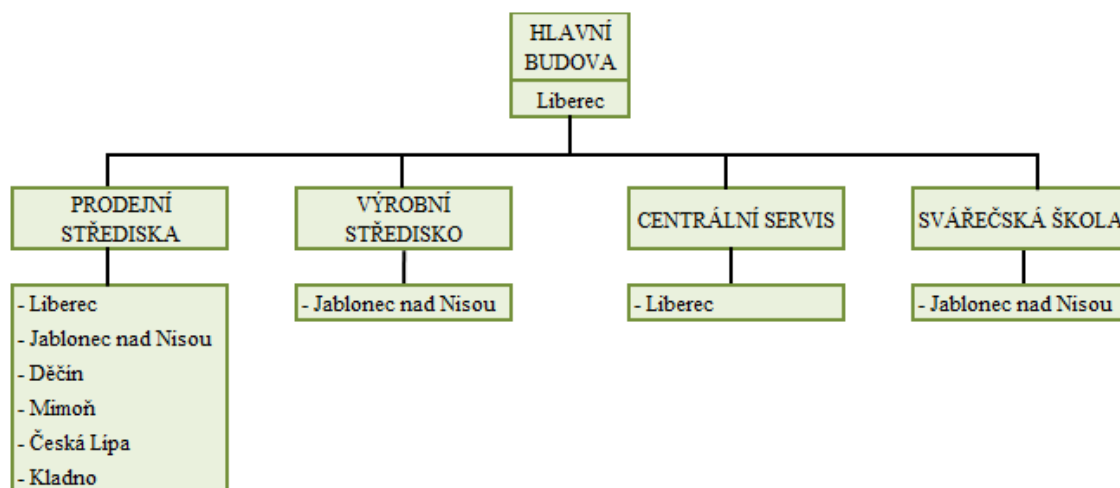 HLAVNÍ
BUDOVA
Liberec
PRODEJNÍ
STŘEDISKA
VÝROBNÍ
STŘEDISKO
CENTRÁLNÍ SERVIS
SVÁŘEČSKÁ ŠKOLA
- Liberec
- Jablonec nad Nisou
- Děčín
- Mimoň
- Česká Lípa
- Kladno
- Jablonec nad Nisou
- Liberec
- Jablonec nad Nisou